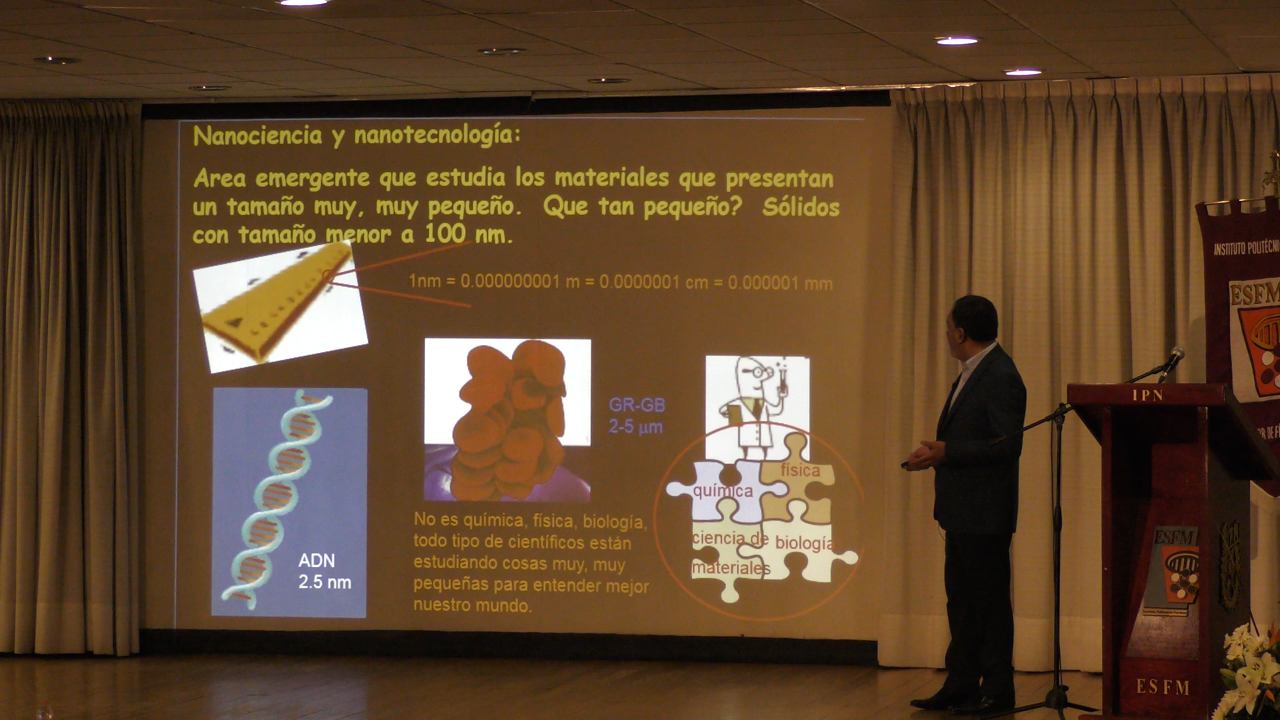 Nanociencia y nanotecnología:
Area emergente que estudia los materiales que presentan
un tamaño muy, muy pequeño. Que tan pequeño? Sólidos
con tamaño menor a 100 nm.
1nm = 0.000000001 m = 0.0000001 cm = 0.000001 mm
GR-GB
2-5 μm
ADN
2.5 nm
No es química, física, biología,
todo tipo de científicos están
estudiando cosas muy, muy
pequeñas para entender mejor
nuestro mundo.
física
química
ciencia de
biología
materiales
INSTITUTO POLITÉCN
ESFM
IPN
ESFM
ESFM